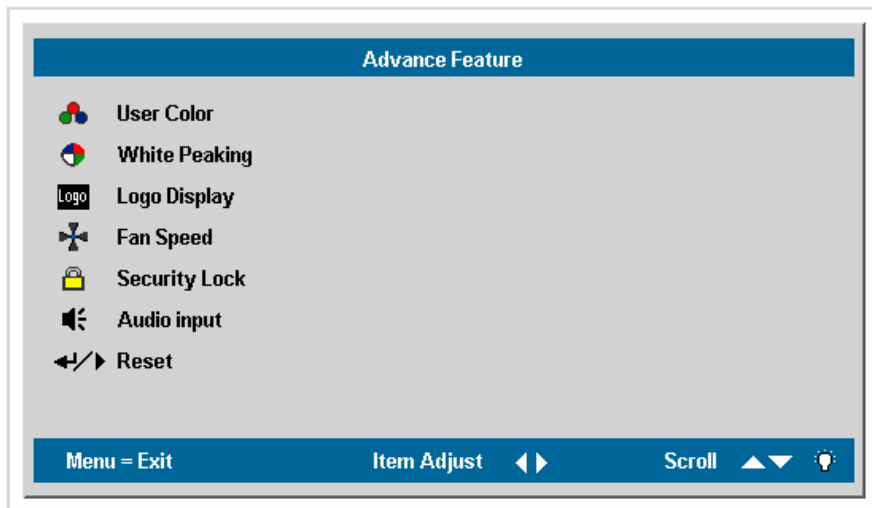 Advance Feature
User Color
White Peaking
Logo Logo Display
Fan Speed
Security Lock
Audio input
Reset
Menu = Exit Item Adjust Scroll